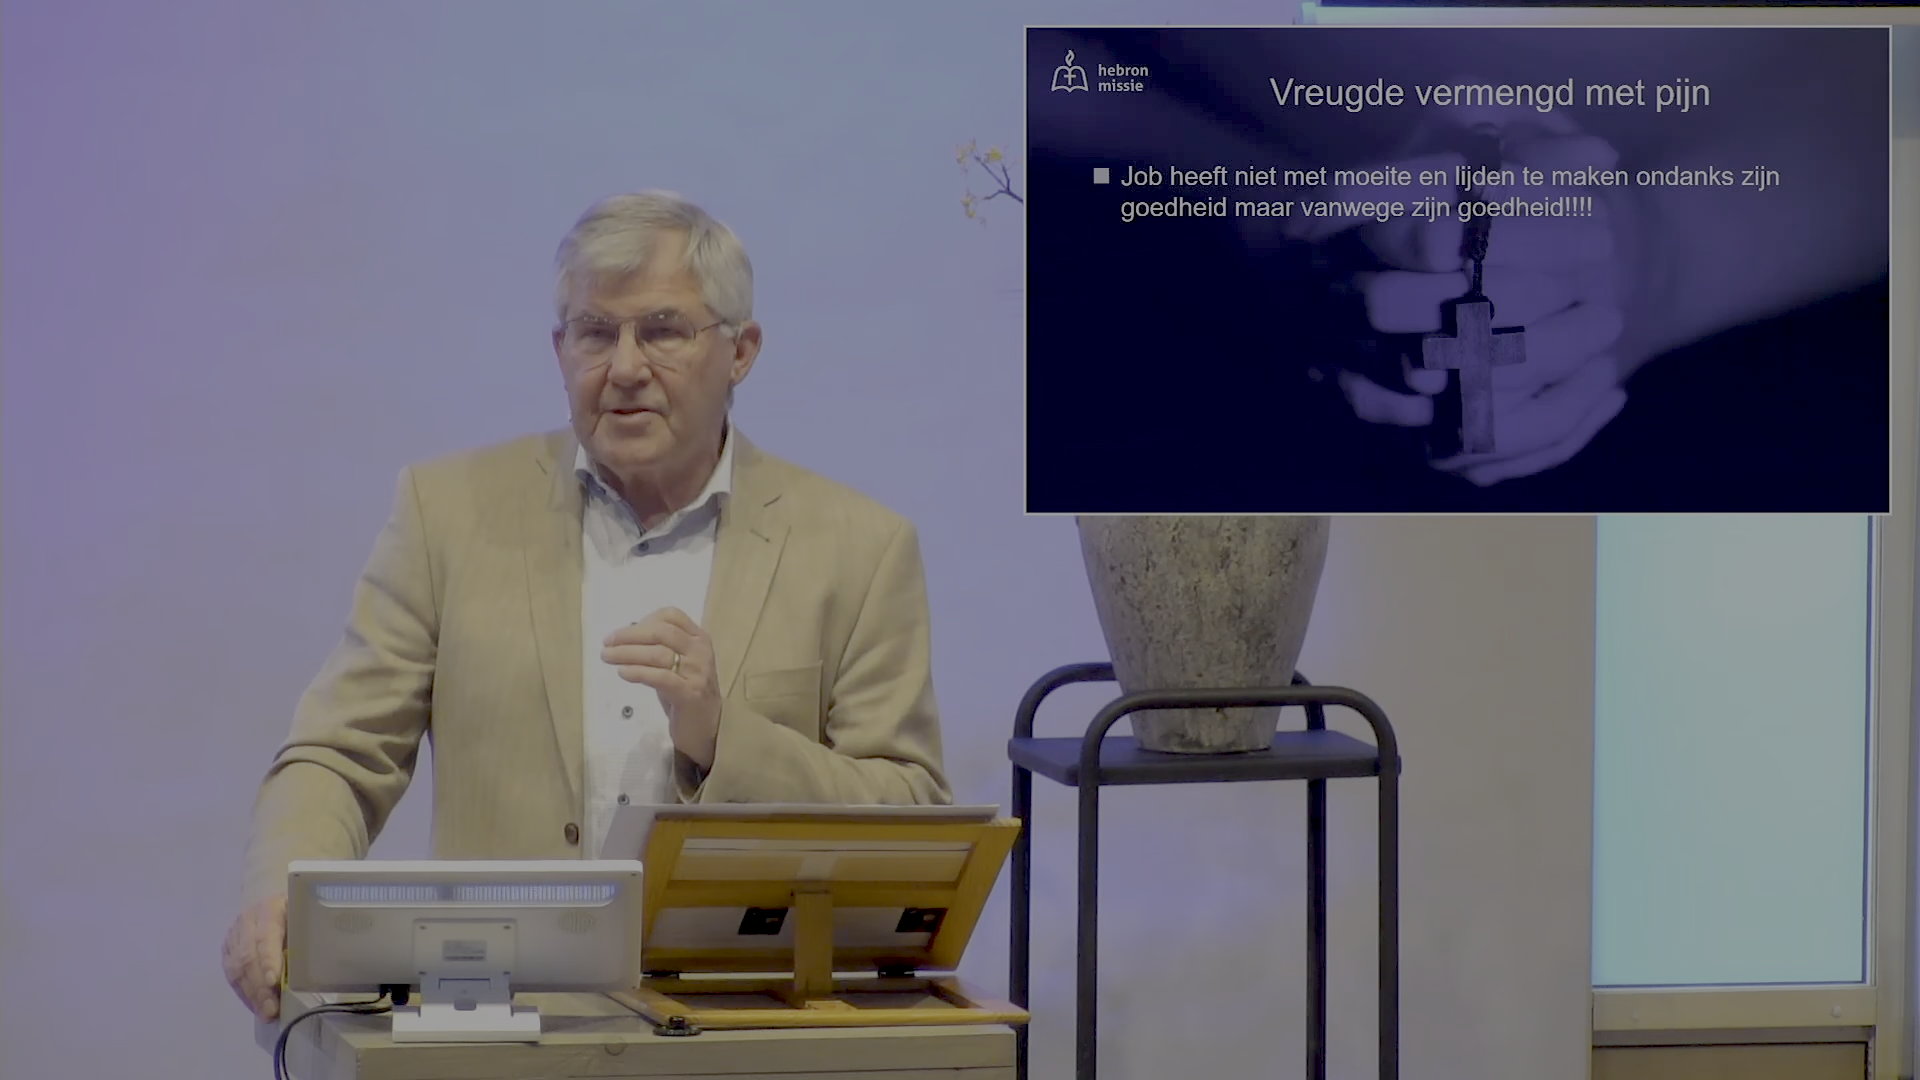 hebron
missie
Vreugde vermengd met pijn
Job heeft niet met moeite en lijden te maken ondanks zijn
goedheid maar vanwege zijn goedheid!!!!